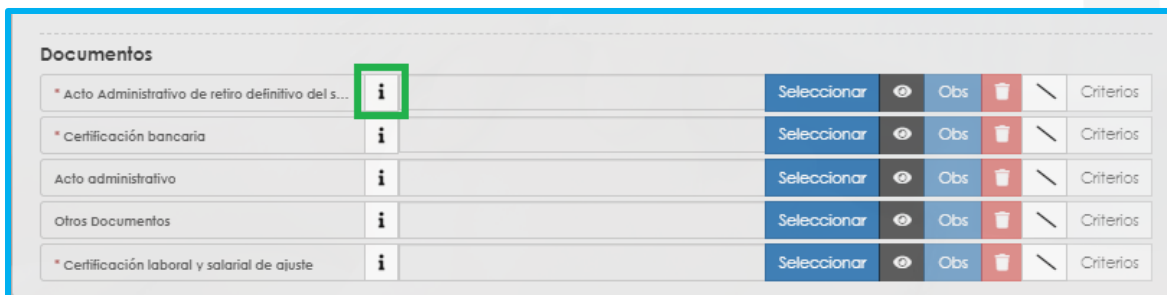 Documentos
* Acto Administrativo de retiro definitivo del s... i Seleccionar Obs Criterios
* Certificación bancaria i Seleccionar Obs Criterios
Acto administrativo i Seleccionar Obs Criterios
Otros Documentos i Seleccionar Obs Criterios
* Certificación laboral y salarial de ajuste i Seleccionar Obs Criterios